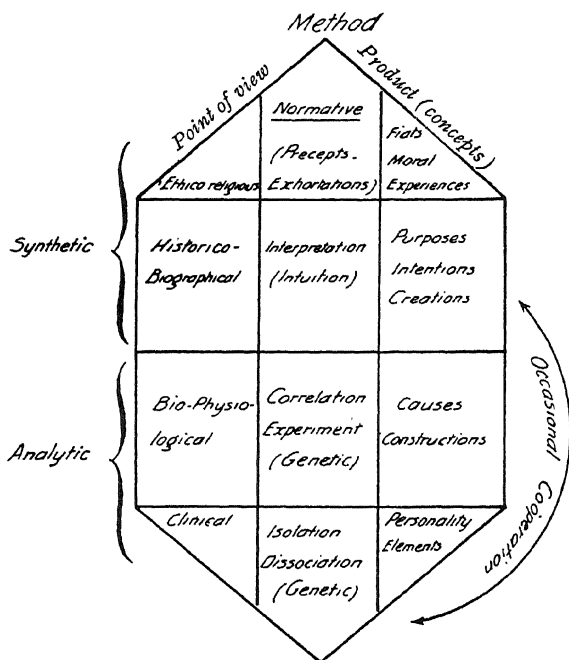 Method
Point of view
Product (concepts)
Normative
(Precepts-
Exhortations)
Ethico religious
Fiats
Moral
Experiences
Synthetic
Historico-
Biographical
Interpretation
(Intuition)
Purposes
Intentions
Creations
Analytic
Bio-Physio-
logical
Correlation
Experiment
(Genetic)
Causes
Constructions
Clinical
Isolation
Dissociation
(Genetic)
Personality
Elements
Occasional Cooperation